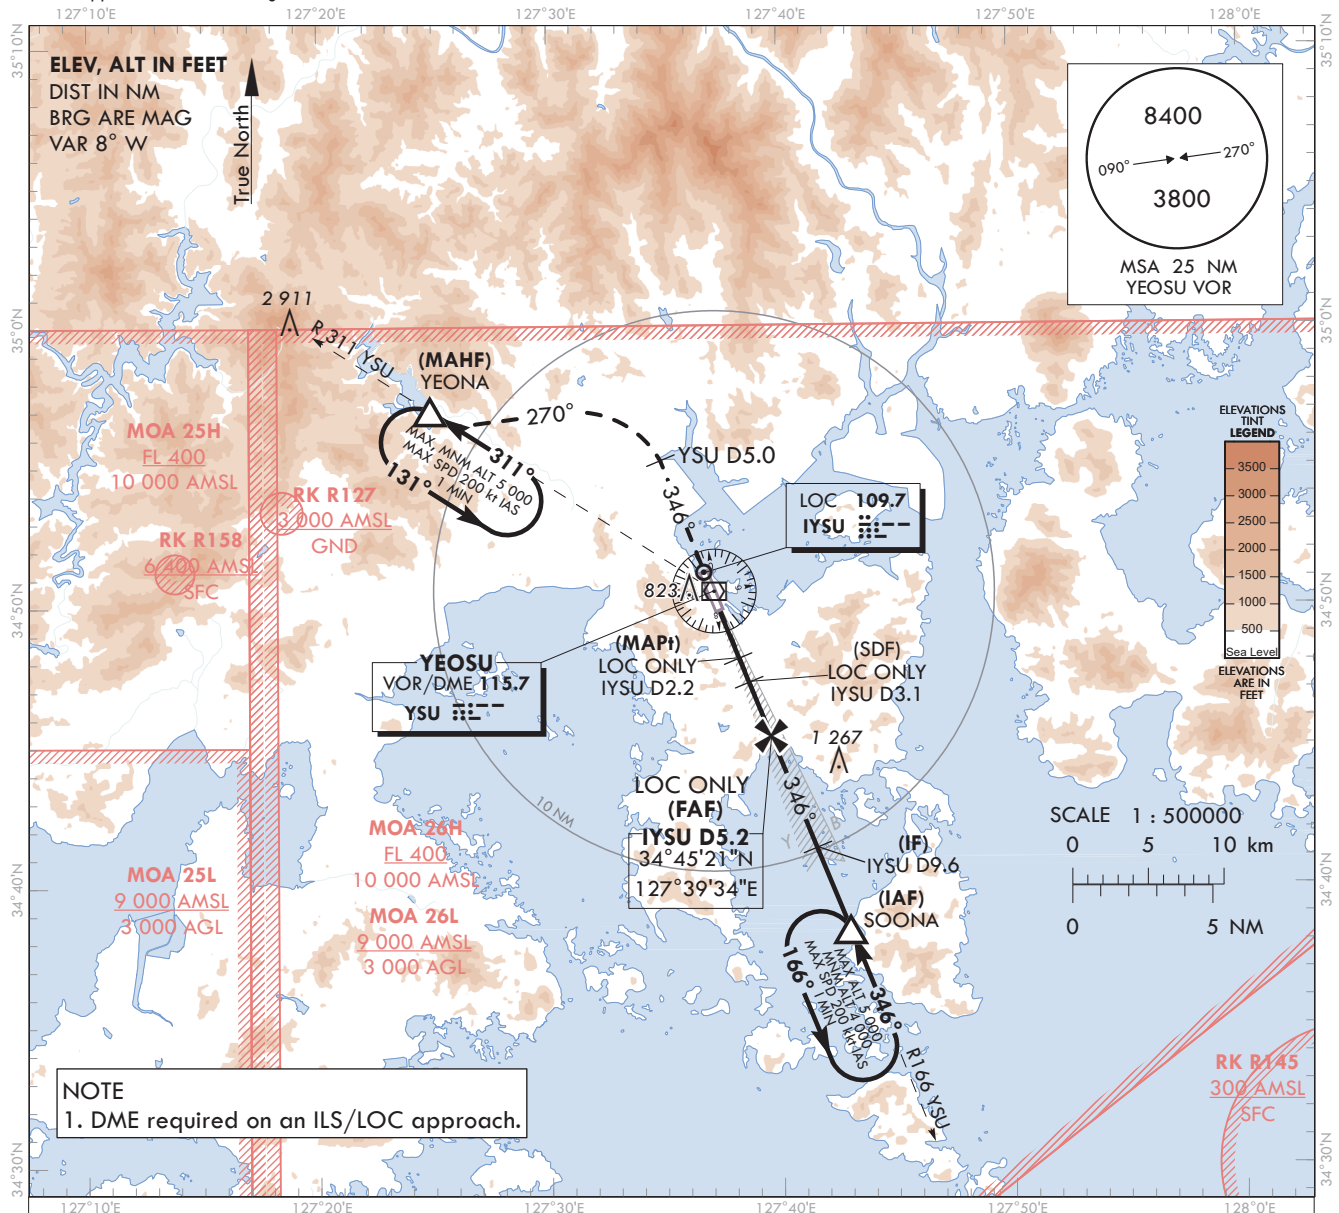 127°10'E
127°20'E
127°30'E
127°40'E
127°50'E
128°0'E
35°10'N
35°10'N
ELEV, ALT IN FEET
DIST IN NM
BRG ARE MAG
VAR 8° W
True North
8400
090°
270°
3800
MSA 25 NM
YEOSU VOR
35°0'N
35°0'N
2 911
R 311 YSU
(MAHF)
YEONA
270°
MAX MNM ALT 5 000
MAX SPD 200 kt IAS
1 MIN
311°
131°
YSU D5.0
346°
MOA 25H
FL 400
10 000 AMSL
RK R127
3 000 AMSL
GND
RK R158
6 400 AMSL
SFC
LOC 109.7
IYSU
ELEVATIONS
TINT
LEGEND
3500
3000
2500
2000
1500
1000
500
Sea Level
ELEVATIONS
ARE IN
FEET
34°50'N
34°50'N
823
(MAPt)
LOC ONLY
IYSU D2.2
(SDF)
LOC ONLY
IYSU D3.1
YEOSU
VOR/DME 115.7
YSU
1 267
10 NM
LOC ONLY
(FAF)
IYSU D5.2
34°45'21"N
127°39'34"E
346°
(IF)
IYSU D9.6
(IAF)
SOONA
SCALE 1 : 500000
0 5 10 km
0 5 NM
34°40'N
34°40'N
MOA 26H
FL 400
10 000 AMSL
MOA 25L
9 000 AMSL
3 000 AGL
MOA 26L
9 000 AMSL
3 000 AGL
166°
MAX ALT 5 000
MNM ALT 4 000
MAX SPD 200 kt IAS
1 MIN
346°
R166 YSU
RK R145
300 AMSL
SFC
NOTE
1. DME required on an ILS/LOC approach.
34°30'N
34°30'N
127°10'E
127°20'E
127°30'E
127°40'E
127°50'E
128°0'E